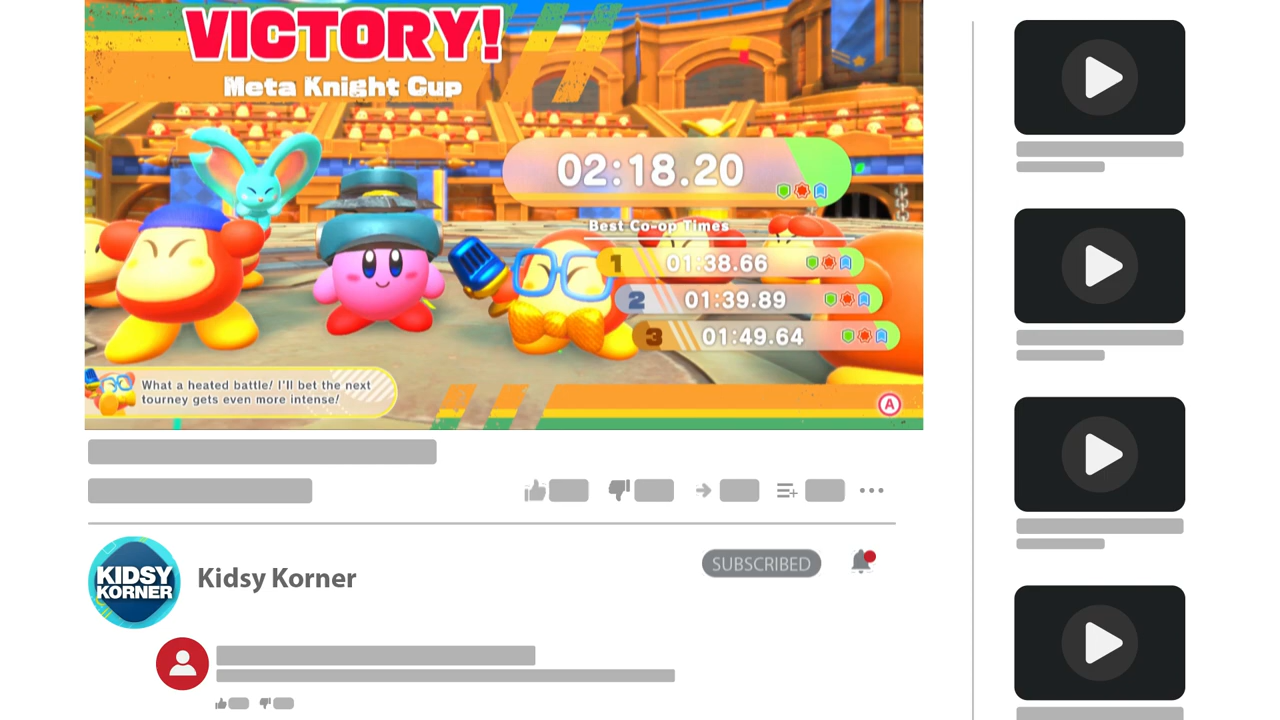 VICTORY!
Meta Knight Cup
02:18.20
Best Co-op Times
1 01:38.66
2 01:39.89
3 01:49.64
What a heated battle! I'll bet the next
tourney gets even more intense!
A
SUBSCRIBED
KIDSY
KORNER
Kidsy Korner